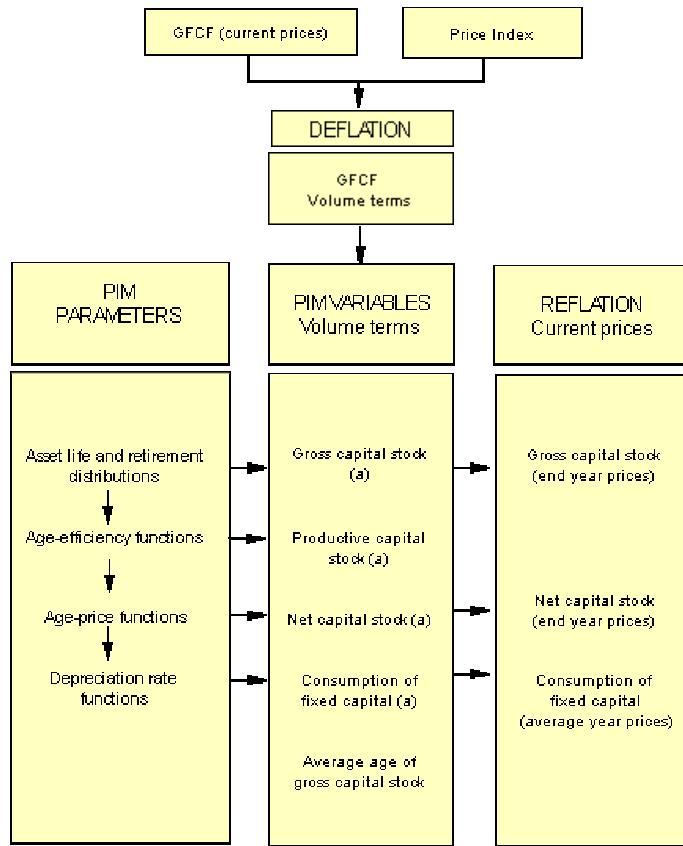 GFCF (current prices)
Price Index
DEFLATION
GFCF
Volume terms
PIM
PARAMETERS
PIM VARIABLES
Volume terms
REFLATION
Current prices
Asset life and retirement
distributions
Age-efficiency functions
Age-price functions
Depreciation rate
functions
Gross capital stock
(a)
Productive capital
stock (a)
Net capital stock (a)
Consumption of
fixed capital (a)
Average age of
gross capital stock
Gross capital stock
(end year prices)
Net capital stock
(end year prices)
Consumption of
fixed capital
(average year prices)